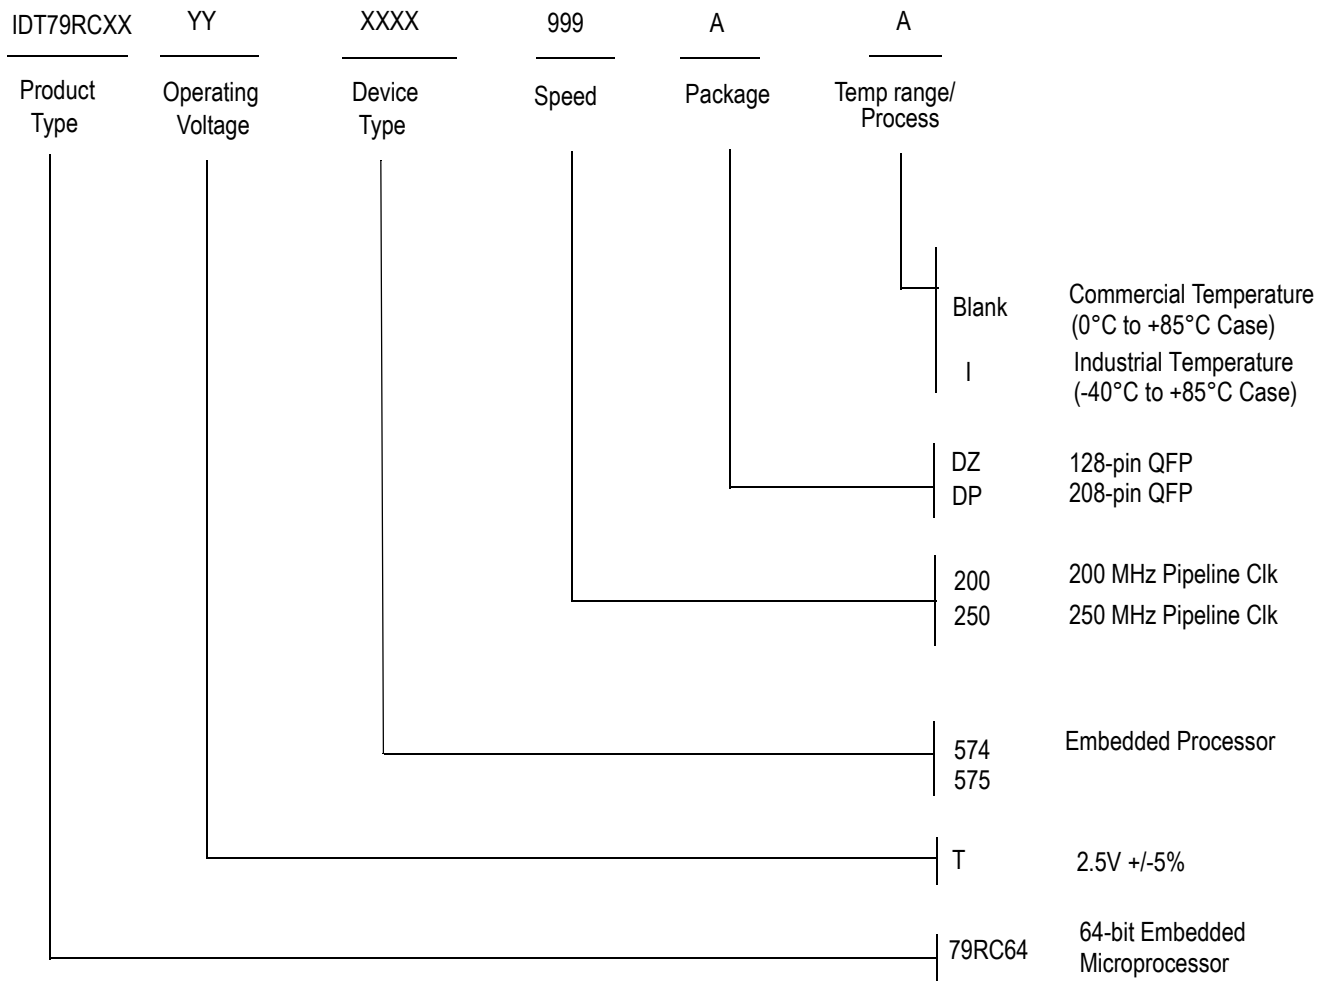 IDT79RCXX YY XXXX 999 A A
Product Type
Operating Voltage
Device Type
Speed
Package
Temp range/
Process
Blank Commercial Temperature
(0°C to +85°C Case)
I Industrial Temperature
(-40°C to +85°C Case)
DZ 128-pin QFP
DP 208-pin QFP
200 200 MHz Pipeline Clk
250 250 MHz Pipeline Clk
574 Embedded Processor
575
T 2.5V +/-5%
79RC64 64-bit Embedded
Microprocessor